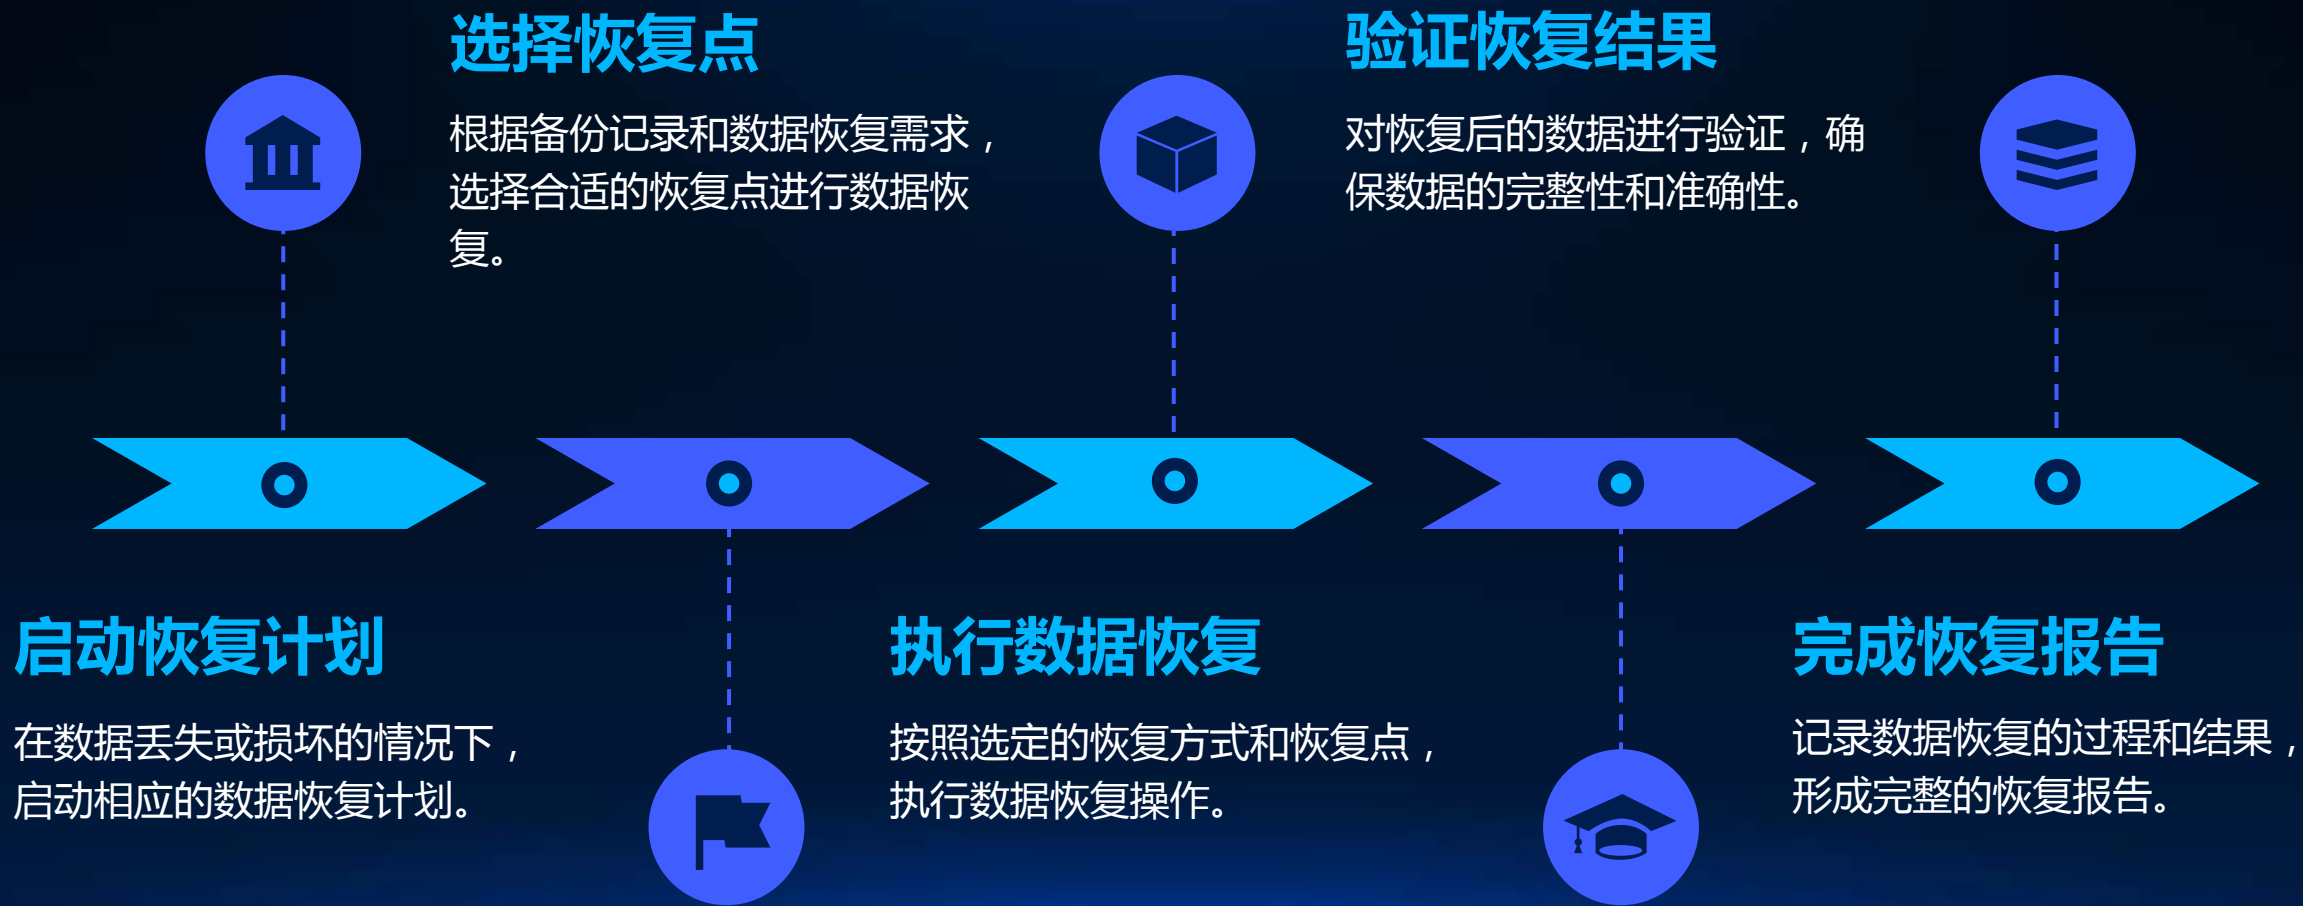 选择恢复点
根据备份记录和数据恢复需求，
选择合适的恢复点进行数据恢
复。
验证恢复结果
对恢复后的数据进行验证，确
保数据的完整性和准确性。
启动恢复计划
在数据丢失或损坏的情况下，
启动相应的数据恢复计划。
执行数据恢复
按照选定的恢复方式和恢复点，
执行数据恢复操作。
完成恢复报告
记录数据恢复的过程和结果，
形成完整的恢复报告。